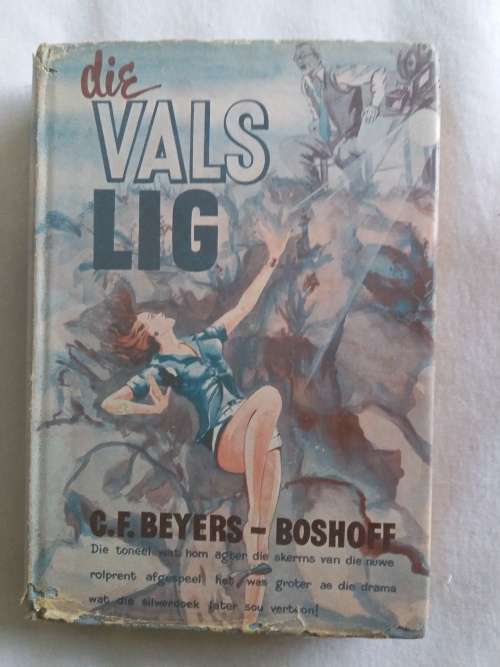 die
VALS
LIG
C.F. BEYERS – BOSHOFF
Die toneel wat hom agter die skerms van die nuwe
rolprent afgespeel het, was groter as die drama
wat die silwerdoek later sou vertoon!